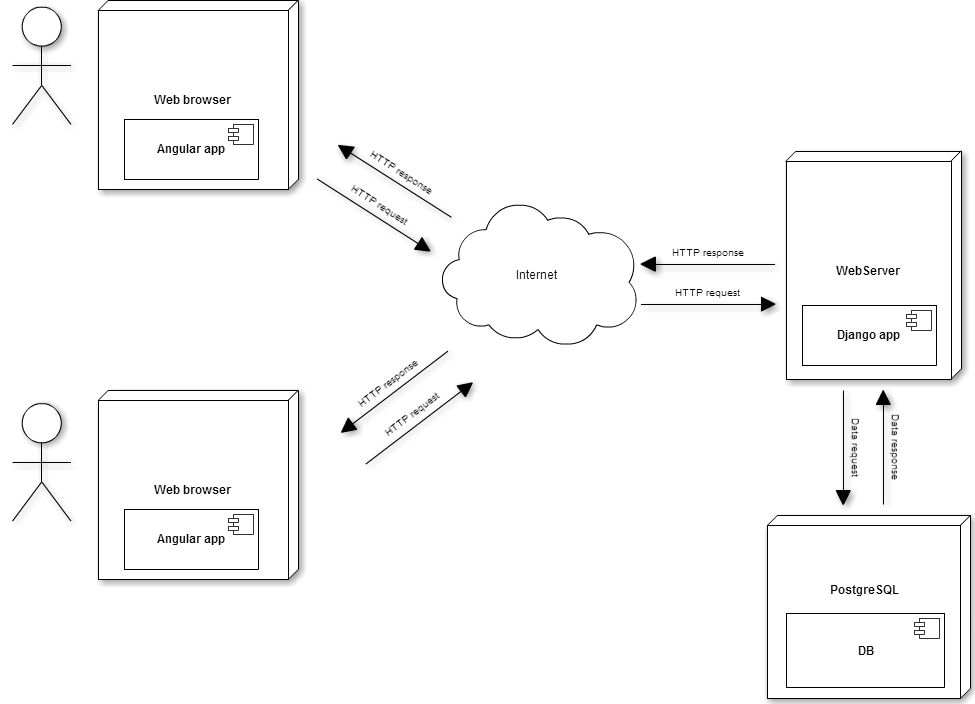 Web browser
Angular app
HTTP response
HTTP request
Internet
HTTP response
HTTP request
WebServer
Django app
HTTP response
HTTP request
Web browser
Angular app
Data request
Data response
PostgreSQL
DB